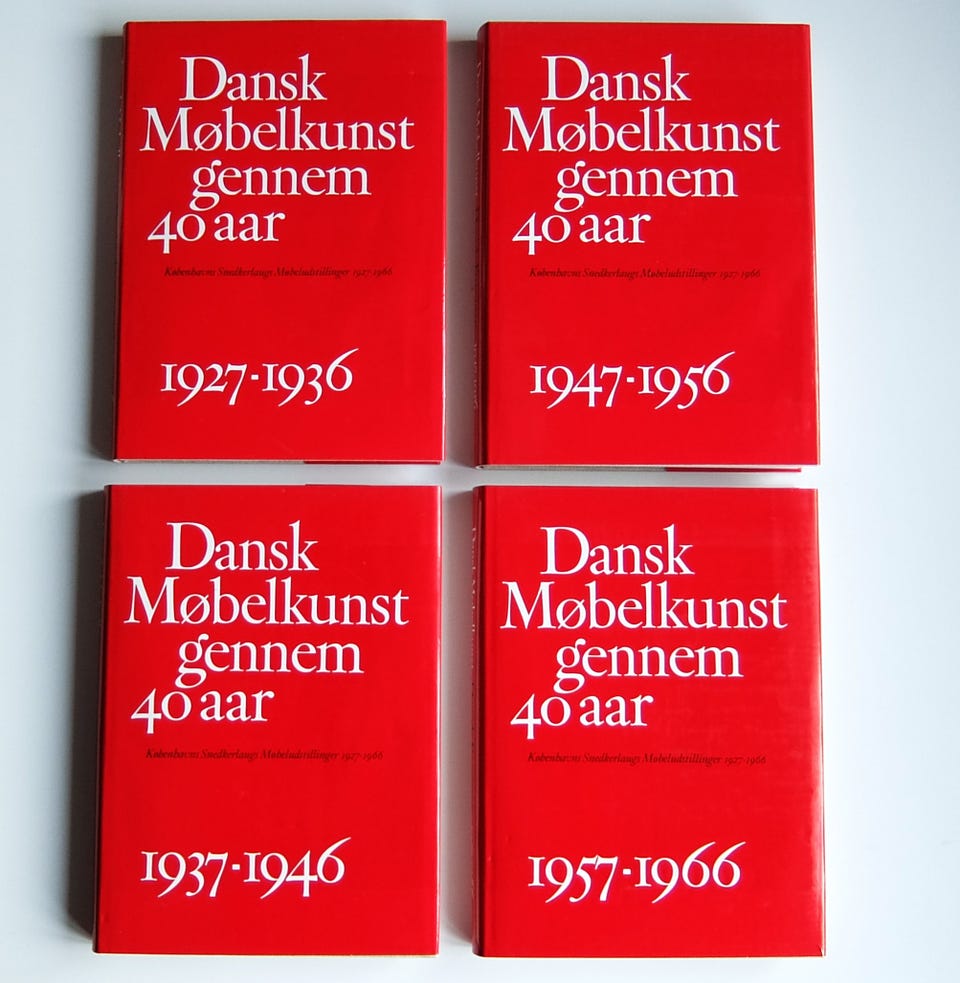 Dansk
Møbelkunst
gennem
40 aar
Københavns Snedkerlaugs Møbeludstillinger 1927-1966
1927-1936
Dansk
Møbelkunst
gennem
40 aar
Københavns Snedkerlaugs Møbeludstillinger 1927-1966
1947-1956
Dansk
Møbelkunst
gennem
40 aar
Københavns Snedkerlaugs Møbeludstillinger 1927-1966
1937-1946
Dansk
Møbelkunst
gennem
40 aar
Københavns Snedkerlaugs Møbeludstillinger 1927-1966
1957-1966